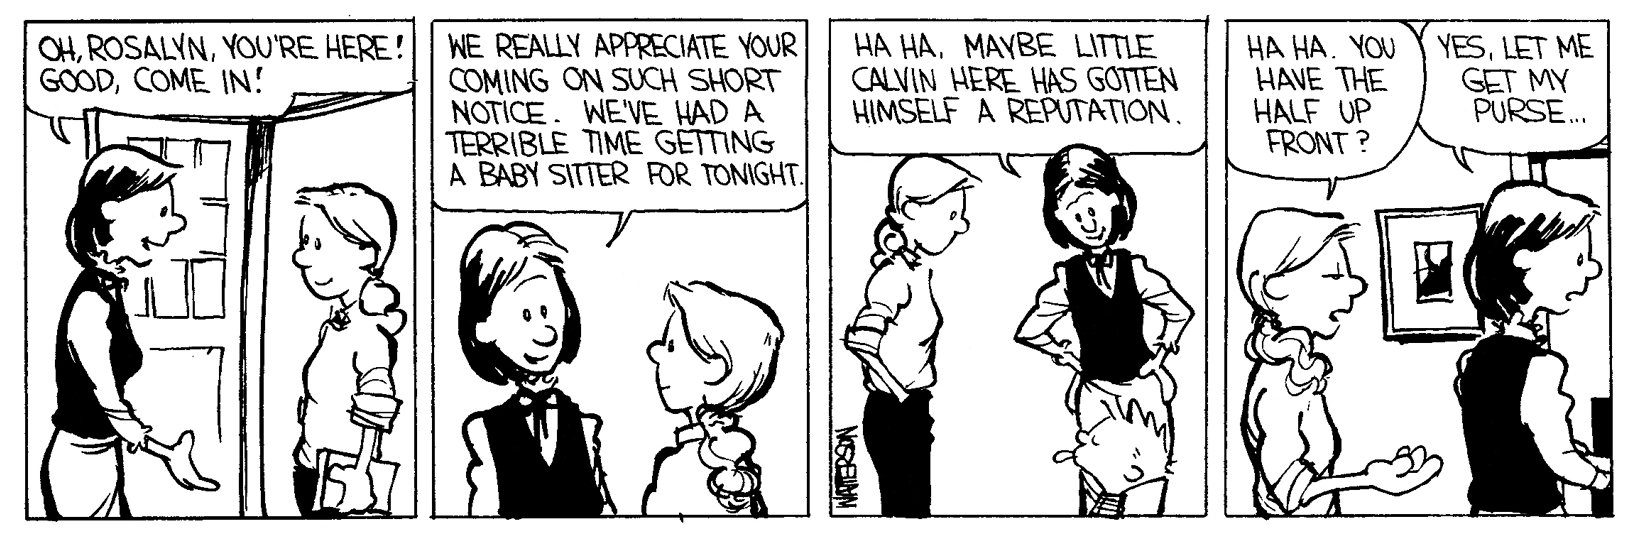 OH, ROSALYN, YOU'RE HERE!
GOOD, COME IN!
WE REALLY APPRECIATE YOUR
COMING ON SUCH SHORT
NOTICE. WE'VE HAD A
TERRIBLE TIME GETTING
A BABY SITTER FOR TONIGHT.
HA HA, MAYBE LITTLE
CALVIN HERE HAS GOTTEN
HIMSELF A REPUTATION.
WATTERSON
HA HA. YOU
HAVE THE
HALF UP
FRONT?
YES, LET ME
GET MY
PURSE...